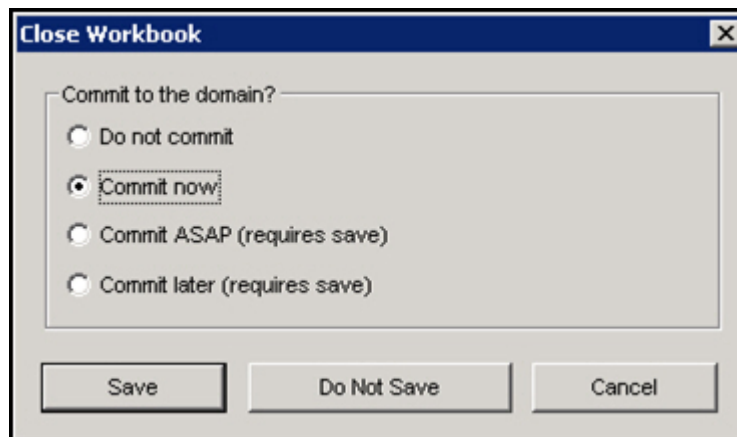 Close Workbook
Commit to the domain?
Do not commit
Commit now
Commit ASAP (requires save)
Commit later (requires save)
Save Do Not Save Cancel